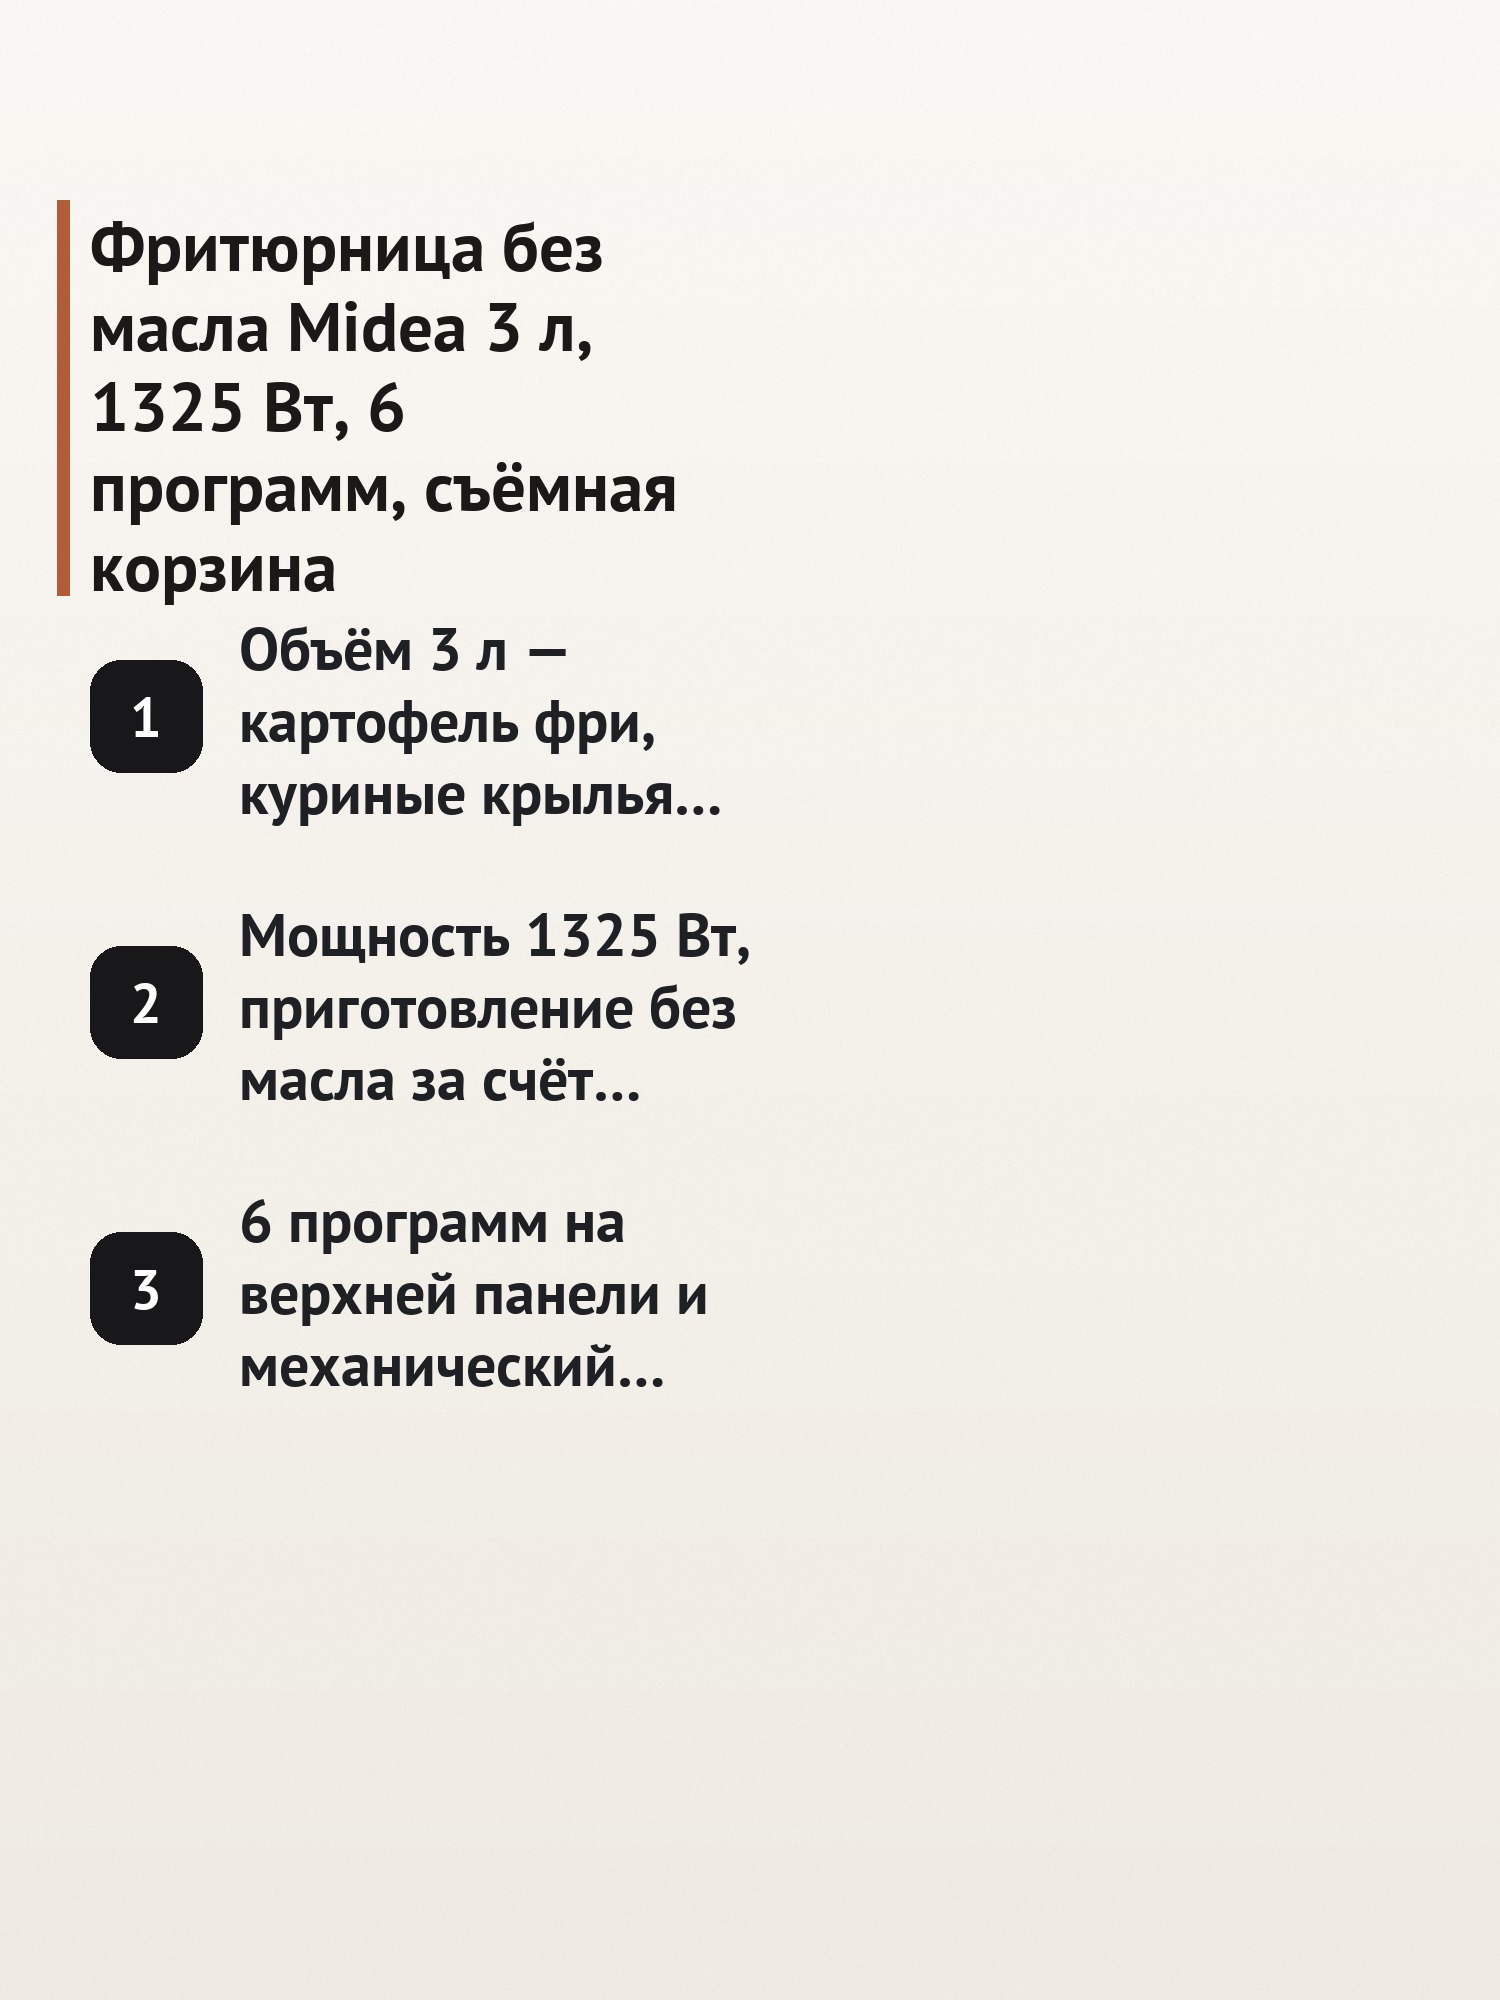 Фритюрница без
масла Midea 3 л,
1325 Вт, 6
программ, съёмная
корзина
1
Объём 3 л —
картофель фри,
куриные крылья...
2
Мощность 1325 Вт,
приготовление без
масла за счёт...
3
6 программ на
верхней панели и
механический...